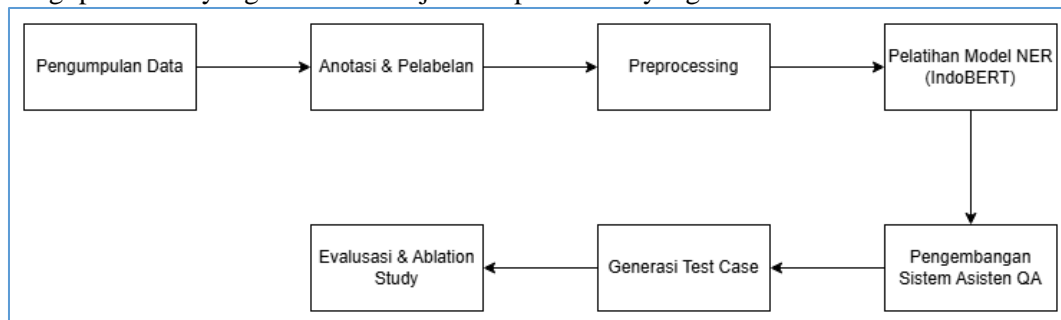 Pengumpulan Data
Anotasi & Pelabelan
Preprocessing
Pelatihan Model NER
(IndoBERT)
Pengembangan
Sistem Asisten QA
Generasi Test Case
Evalusasi & Ablation
Study